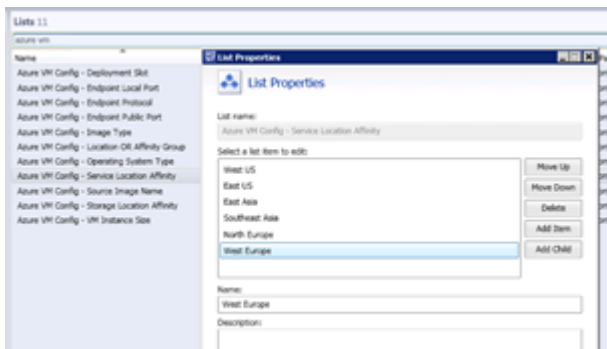 Lists 11
azure vm
Name
Azure VM Config - Deployment Slot
Azure VM Config - Endpoint Local Port
Azure VM Config - Endpoint Protocol
Azure VM Config - Endpoint Public Port
Azure VM Config - Image Type
Azure VM Config - Location OR Affinity Group
Azure VM Config - Operating System Type
Azure VM Config - Service Location Affinity
Azure VM Config - Source Image Name
Azure VM Config - Storage Location Affinity
Azure VM Config - VM Instance Size
List Properties
List Properties
List name:
Azure VM Config - Service Location Affinity
Select a list item to edit:
West US
East US
East Asia
Southeast Asia
North Europe
West Europe
Move Up
Move Down
Delete
Add Item
Add Child
Name:
West Europe
Description: